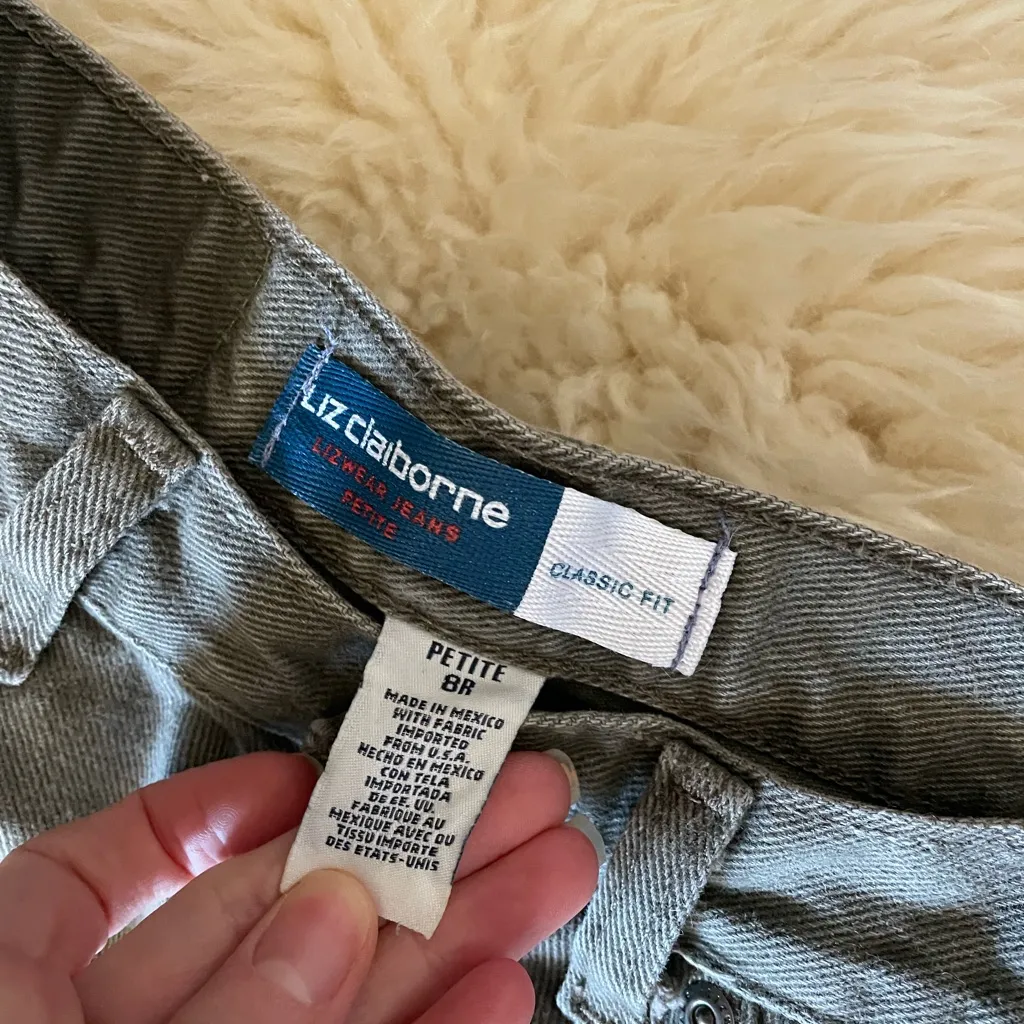 Liz claiborne
LIZWEAR JEANS
PETITE
CLASSIC FIT
PETITE
8R
MADE IN MEXICO
WITH FABRIC
IMPORTED
FROM U.S.A.
HECHO EN MEXICO
CON TELA
IMPORTADA
DE EE. UU.
FABRIQUE AU
MEXIQUE AVEC DU
TISSU IMPORTE
DES ETATS-UNIS